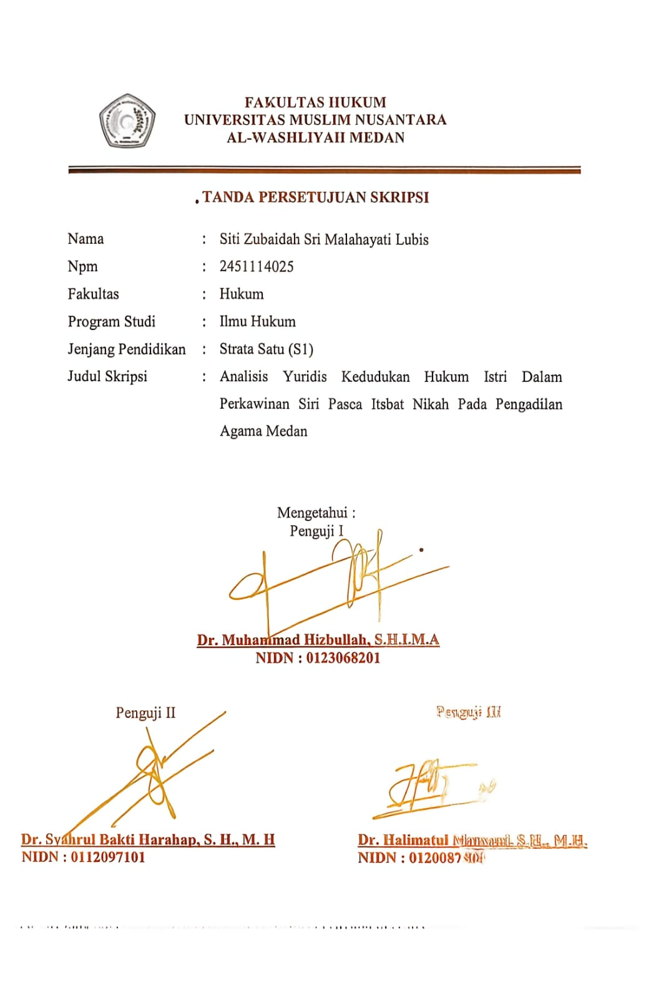 FAKULTAS HUKUM
UNIVERSITAS MUSLIM NUSANTARA
AL-WASHLIYAH MEDAN
TANDA PERSETUJUAN SKRIPSI
Nama : Siti Zubaidah Sri Malahayati Lubis
Npm : 2451114025
Fakultas : Hukum
Program Studi : Ilmu Hukum
Jenjang Pendidikan : Strata Satu (S1)
Judul Skripsi : Analisis Yuridis Kedudukan Hukum Istri Dalam
Perkawinan Siri Pasca Itsbat Nikah Pada Pengadilan
Agama Medan
Mengetahui :
Penguji I
Dr. Muhammad Hizbullah, S.H.I.M.A
NIDN : 0123068201
Penguji II
Penguji III
Dr. Syahrul Bakti Harahap, S. H., M. H
Dr. Halimatul S.H., M.H.
NIDN : 0112097101
NIDN :